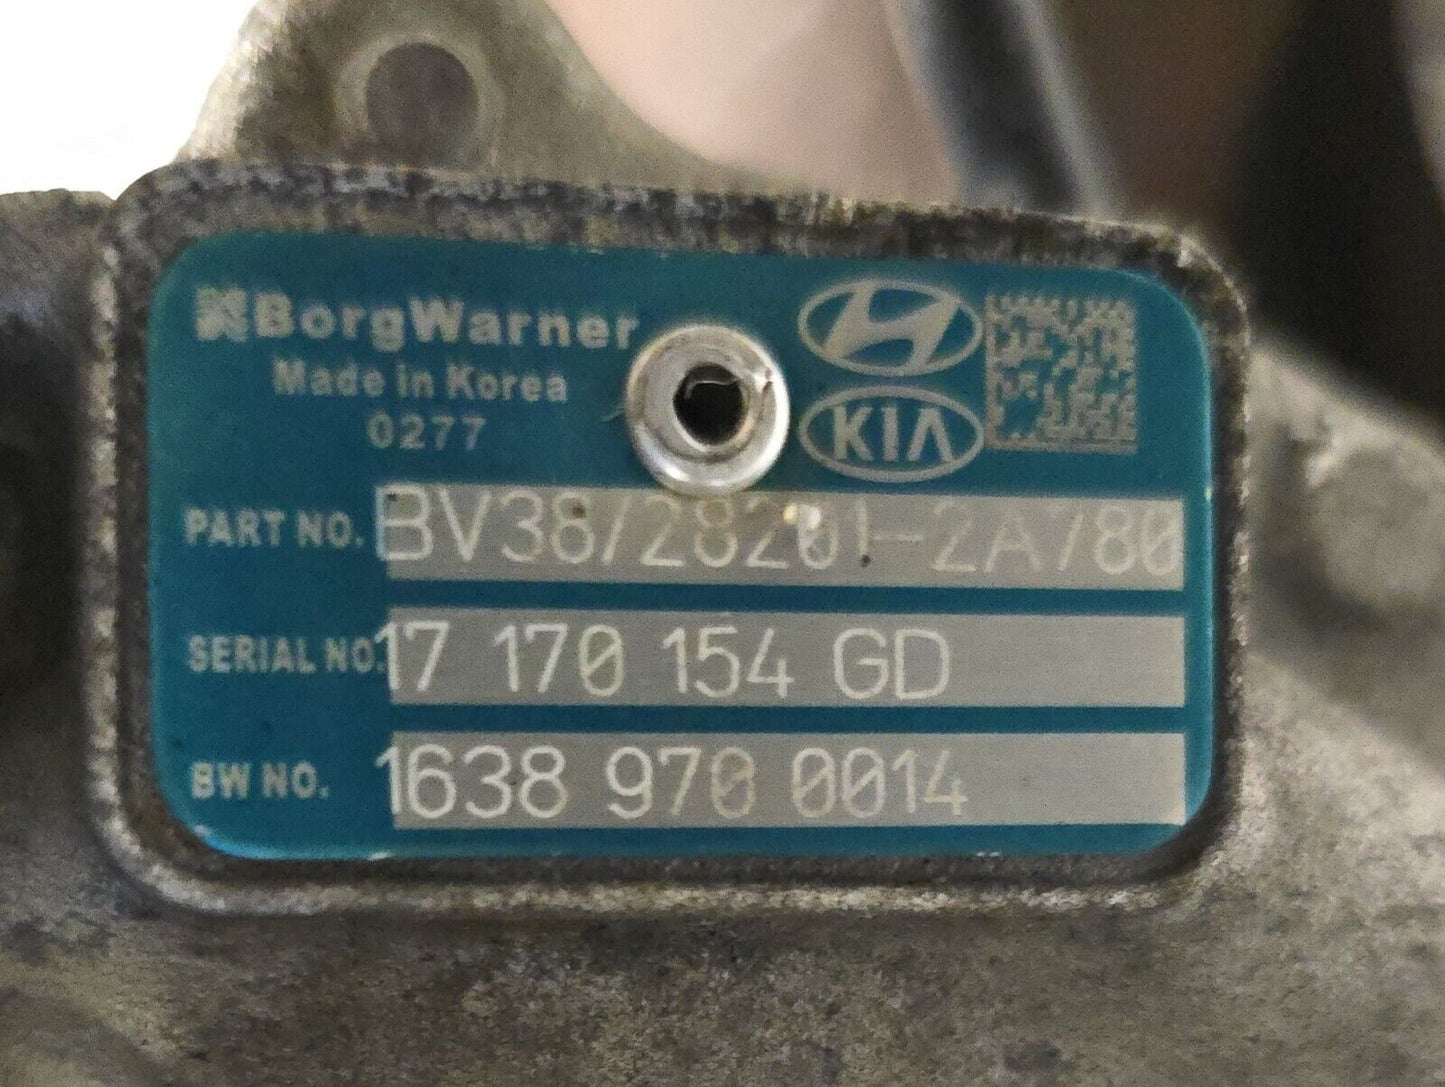 BorgWarner
Made in Korea
0277
KIA
PART NO. BV38/28201-2A780
SERIAL NO. 17 170 154 GD
BW NO. 1638 970 0014